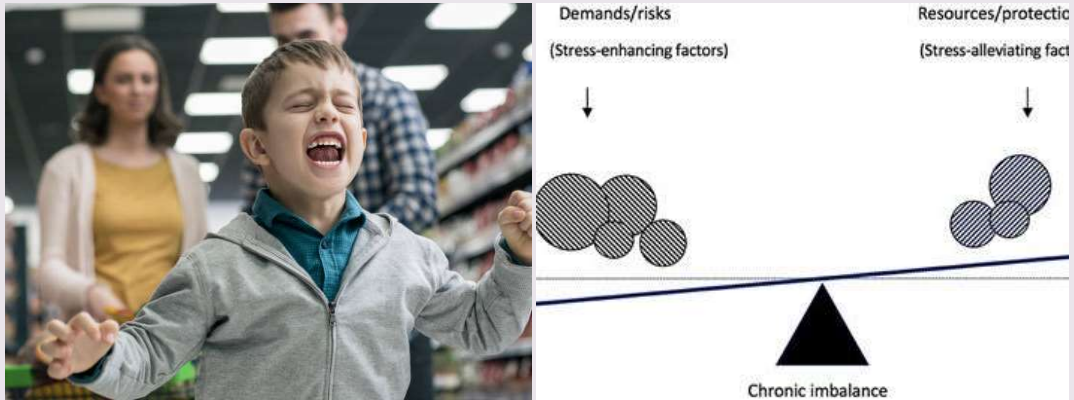 Demands/risks
(Stress-enhancing factors)
Resources/protectio
(Stress-alleviating fact
Chronic imbalance